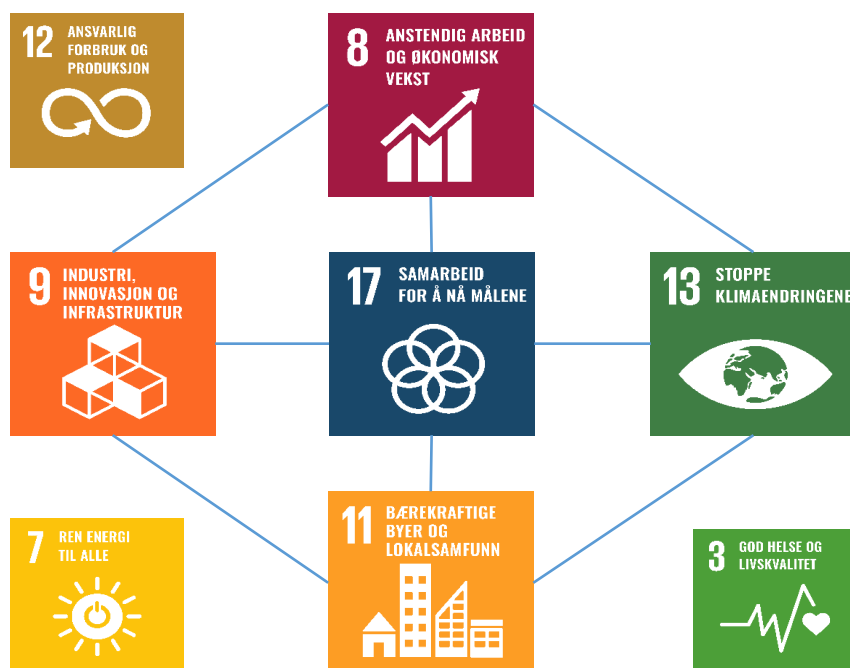 12 ANSVARLIG
FORBRUK OG
PRODUKSJON
8 ANSTENDIG ARBEID
OG ØKONOMISK
VEKST
9 INDUSTRI,
INNOVASJON OG
INFRASTRUKTUR
17 SAMARBEID
FOR Å NÅ MÅLENE
13 STOPPE
KLIMAENDRINGENE
7 REN ENERGI
TIL ALLE
11 BÆREKRAFTIGE
BYER OG
LOKALSAMFUNN
3 GOD HELSE OG
LIVSKVALITET